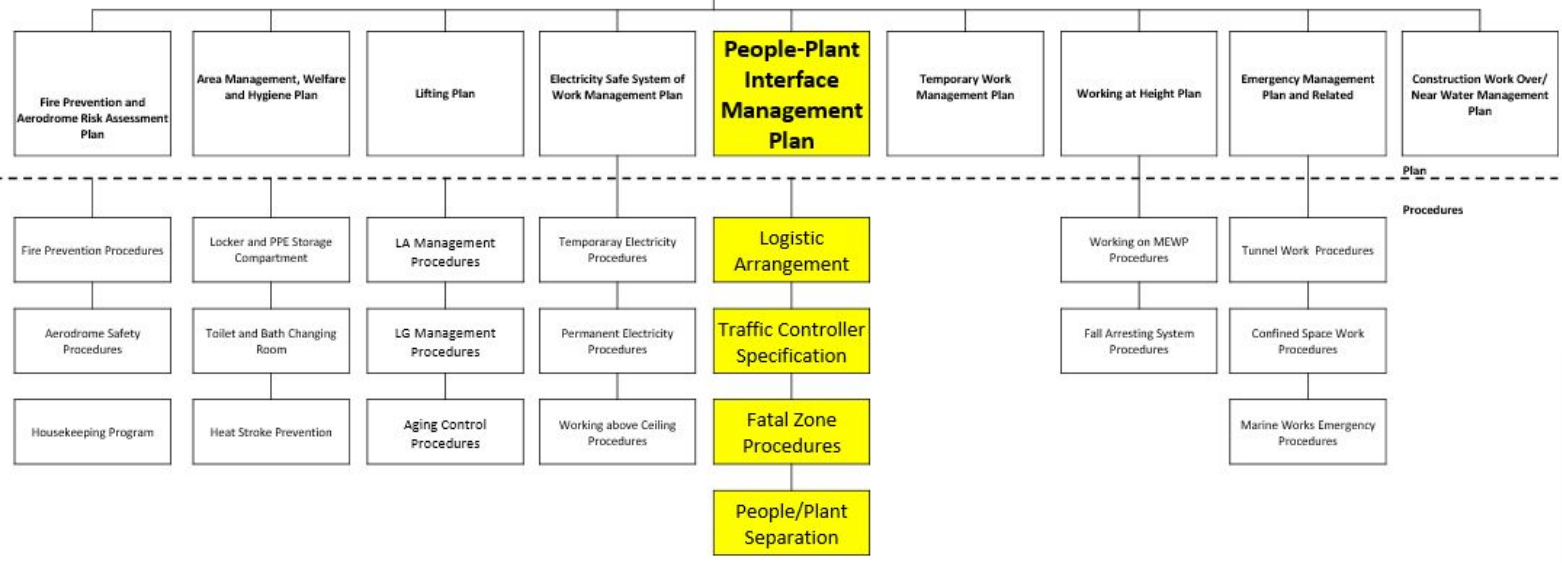 Fire Prevention and
Aerodrome Risk Assessment
Plan
Area Management, Welfare
and Hygiene Plan
Lifting Plan
Electricity Safe System of
Work Management Plan
People-Plant
Interface
Management
Plan
Temporary Work
Management Plan
Working at Height Plan
Emergency Management
Plan and Related
Construction Work Over/
Near Water Management
Plan
Plan
Procedures
Fire Prevention Procedures
Locker and PPE Storage
Compartment
LA Management
Procedures
Temporaray Electricity
Procedures
Logistic
Arrangement
Working on MEWP
Procedures
Tunnel Work Procedures
Aerodrome Safety
Procedures
Toilet and Bath Changing
Room
LG Management
Procedures
Permanent Electricity
Procedures
Traffic Controller
Specification
Fall Arresting System
Procedures
Confined Space Work
Procedures
Housekeeping Program
Heat Stroke Prevention
Aging Control
Procedures
Working above Ceiling
Procedures
Fatal Zone
Procedures
Marine Works Emergency
Procedures
People/Plant
Separation